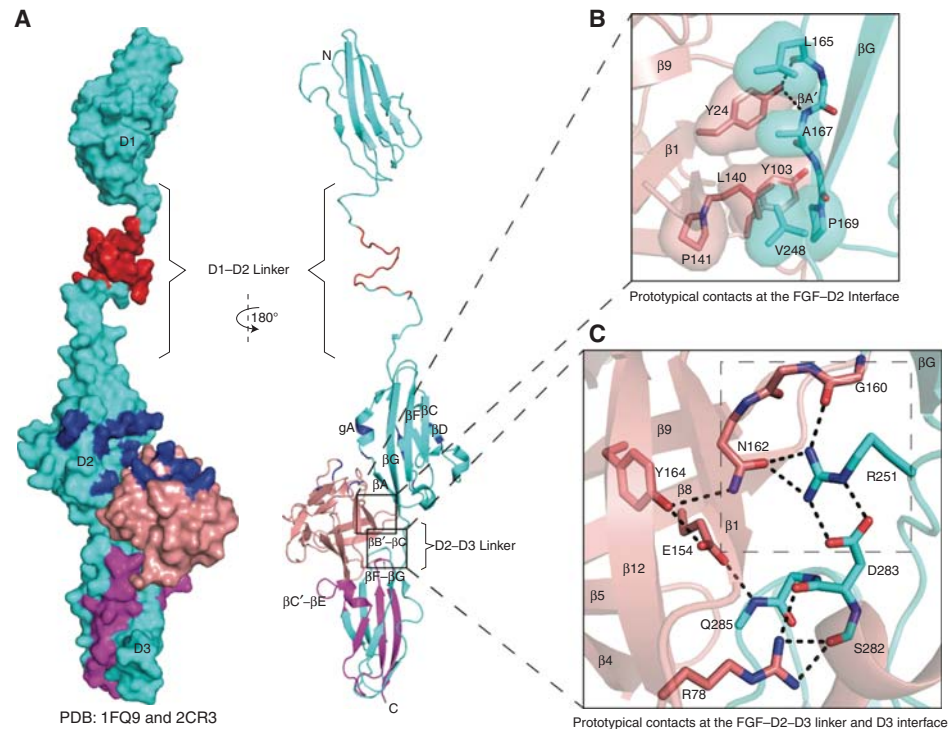 A
N
D1
D1–D2 Linker
180°
gA
βF
βC
βD
D2
βG
βA
βB′–βC
D2–D3 Linker
βF–βG
βC′–βE
D3
C
PDB: 1FQ9 and 2CR3
B
L165
βG
β9
βA′
Y24
A167
β1
L140
Y103
P169
P141
V248
Prototypical contacts at the FGF–D2 Interface
C
βG
G160
β9
N162
Y164
R251
β8
β1
E154
D283
β12
β5
Q285
S282
β4
R78
Prototypical contacts at the FGF–D2–D3 linker and D3 interface